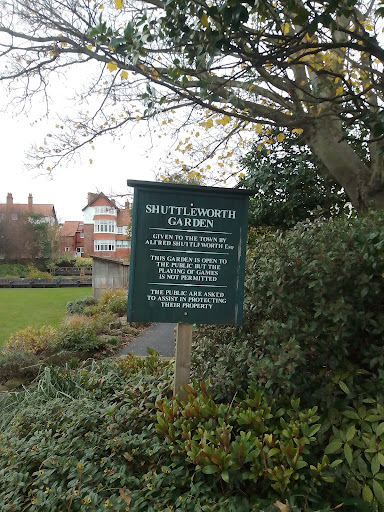 SHUTTLEWORTH
GARDEN
GIVEN TO THE TOWN BY
ALFRED SHUTTLEWORTH Esq
THIS GARDEN IS OPEN TO
THE PUBLIC BUT THE
PLAYING OF GAMES
IS NOT PERMITTED
THE PUBLIC ARE ASKED
TO ASSIST IN PROTECTING
THEIR PROPERTY